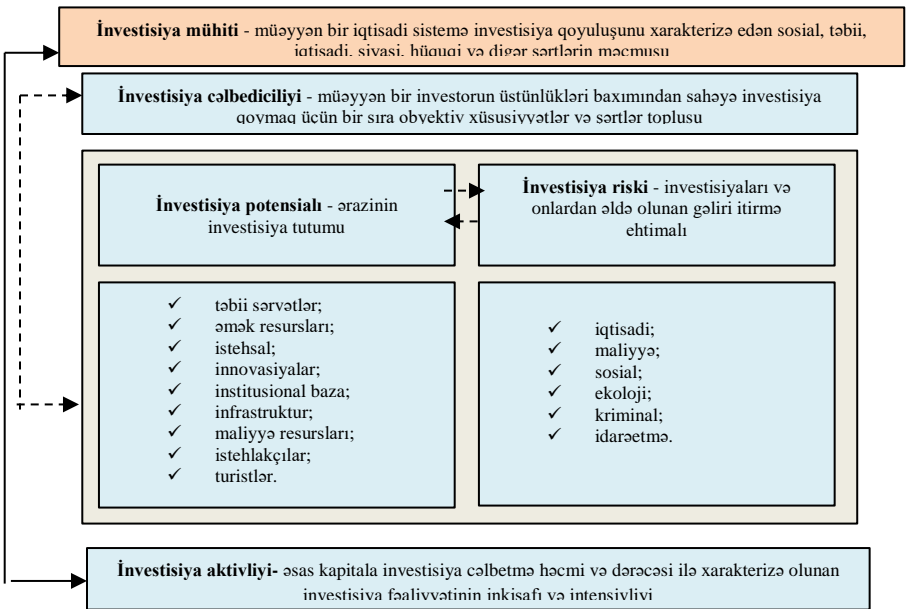 İnvestisiya mühiti - müəyyən bir iqtisadi sistemə investisiya qoyuluşunu xarakterizə edən sosial, təbii,
iqtisadi, siyasi, hüquqi və digər şərtlərin məcmusu
İnvestisiya cəlbediciliyi - müəyyən bir investorun üstünlükləri baxımından sahəyə investisiya
qoymaq üçün bir sıra obyektiv xüsusiyyətlər və şərtlər toplusu
İnvestisiya potensialı - ərazinin
investisiya tutumu
İnvestisiya riski - investisiyaları və
onlardan əldə olunan gəliri itirmə
ehtimalı
✓ təbii sərvətlər;
✓ əmək resursları;
✓ istehsal;
✓ innovasiyalar;
✓ institusional baza;
✓ infrastruktur;
✓ maliyyə resursları;
✓ istehlakçılar;
✓ turistlər.
✓ iqtisadi;
✓ maliyyə;
✓ sosial;
✓ ekoloji;
✓ kriminal;
✓ idarəetmə.
İnvestisiya aktivliyi- əsas kapitala investisiya cəlbetmə həcmi və dərəcəsi ilə xarakterizə olunan
investisiya fəaliyyətinin inkişafı və intensivliyi